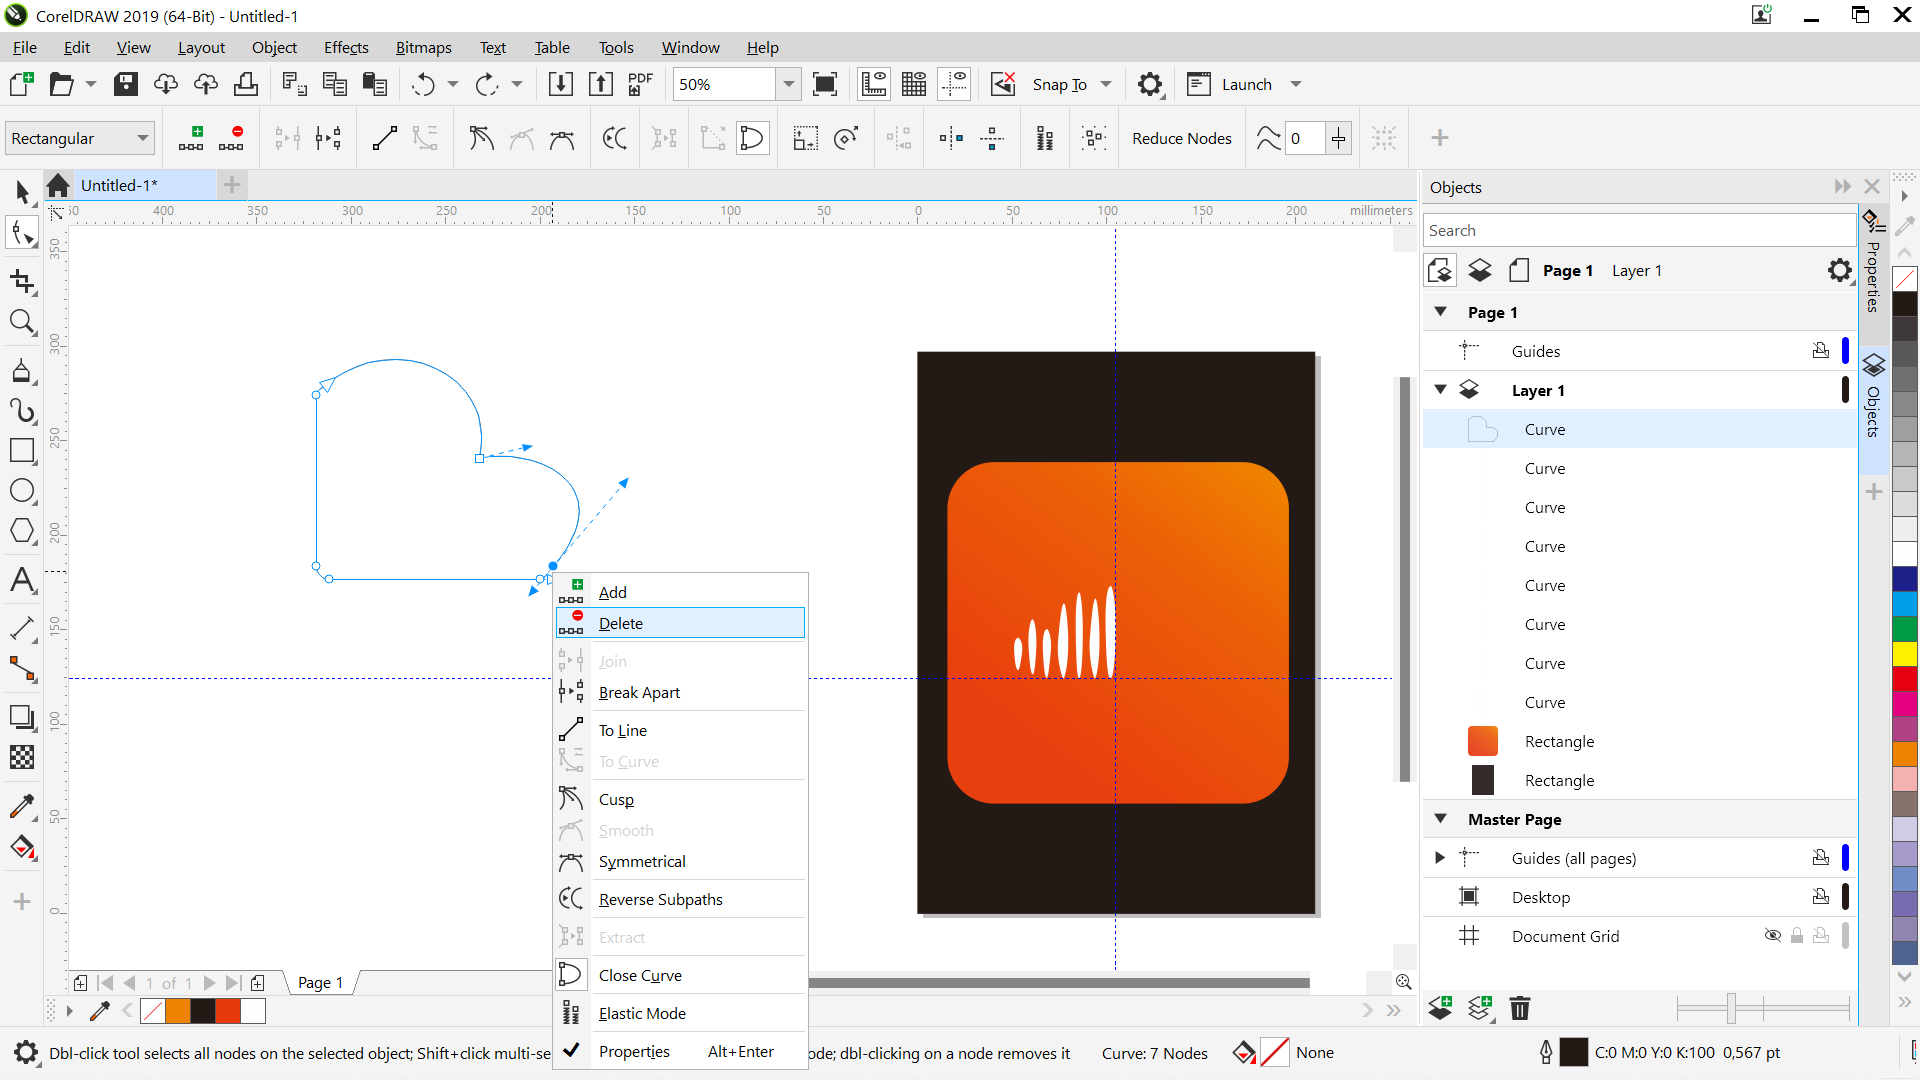 CorelDRAW 2019 (64-Bit) - Untitled-1
File Edit View Layout Object Effects Bitmaps Text Table Tools Window Help
PDF 50% Snap To Launch
Rectangular Reduce Nodes 0
Untitled-1*
400 350 300 250 200 150 100 50 0 50 100 150 200 millimeters
350
300
250
200
150
100
50
0
Add
Delete
Join
Break Apart
To Line
To Curve
Cusp
Smooth
Symmetrical
Reverse Subpaths
Extract
Close Curve
Elastic Mode
Properties Alt+Enter
Objects
Search
Page 1 Layer 1
Page 1
Guides
Layer 1
Curve
Curve
Curve
Curve
Curve
Curve
Curve
Curve
Rectangle
Rectangle
Master Page
Guides (all pages)
Desktop
Document Grid
Properties
Objects
1 of 1 Page 1
Dbl-click tool selects all nodes on the selected object; Shift+click multi-se ode; dbl-clicking on a node removes it Curve: 7 Nodes None C:0 M:0 Y:0 K:100 0,567 pt